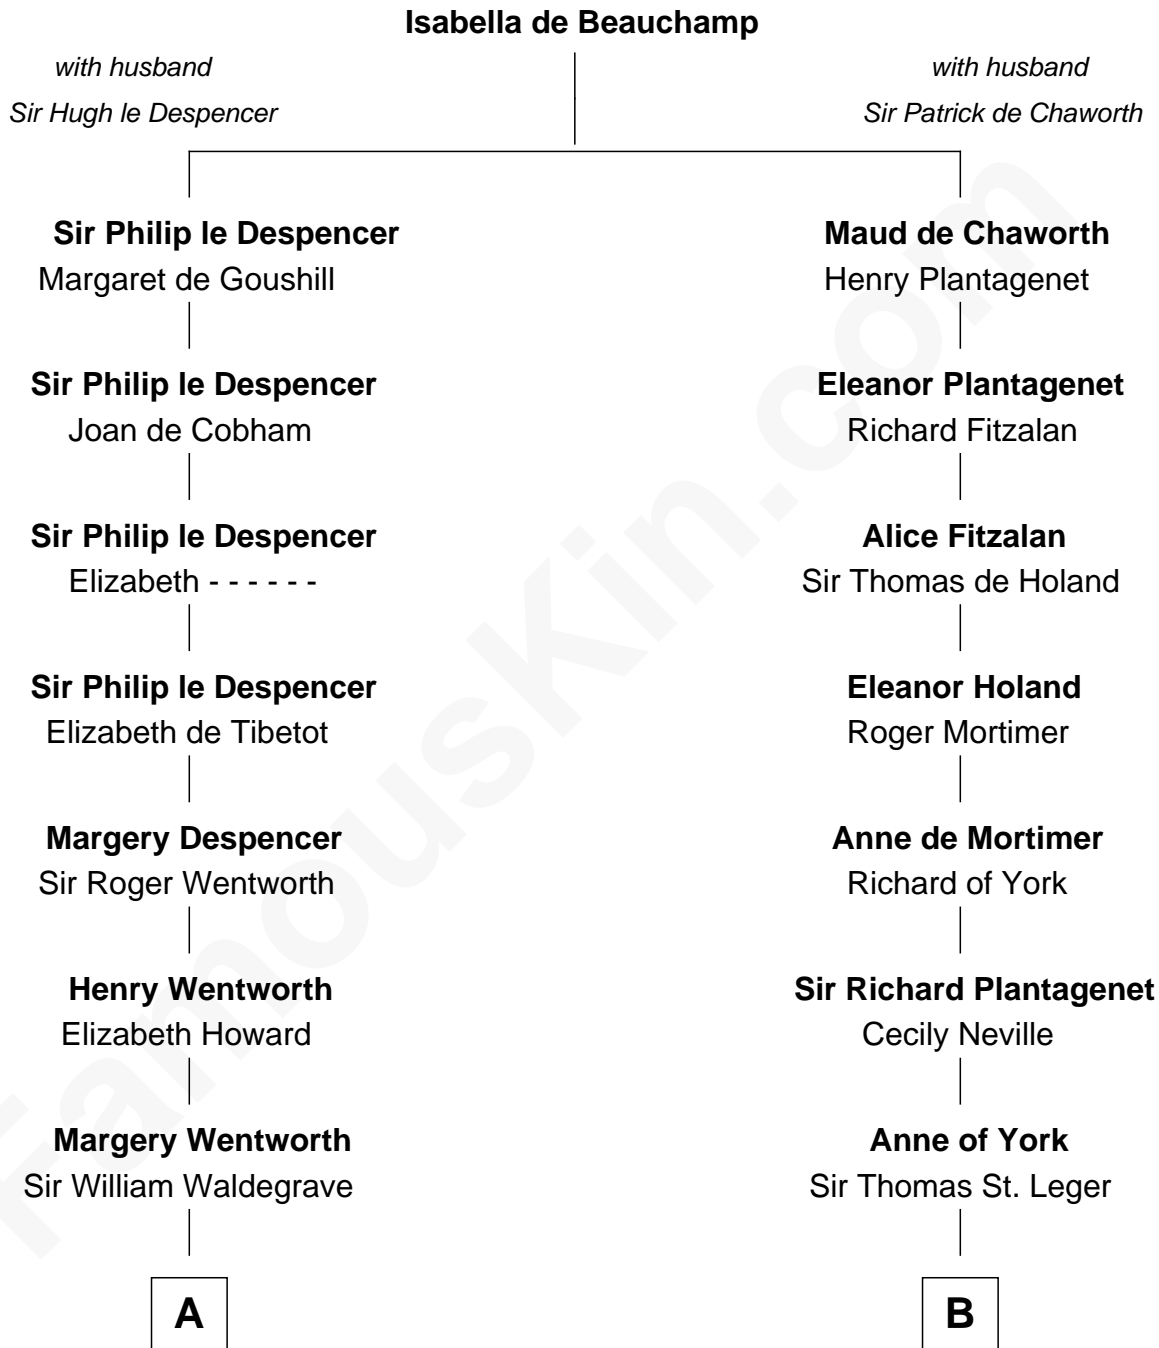 Isabella de Beauchamp
with husband
Sir Hugh le Despencer
with husband
Sir Patrick de Chaworth
Sir Philip le Despencer
Margaret de Goushill
Maud de Chaworth
Henry Plantagenet
Sir Philip le Despencer
Joan de Cobham
Eleanor Plantagenet
Richard Fitzalan
Sir Philip le Despencer
Elizabeth - - - - - -
Alice Fitzalan
Sir Thomas de Holand
Sir Philip le Despencer
Elizabeth de Tibetot
Eleanor Holand
Roger Mortimer
Margery Despencer
Sir Roger Wentworth
Anne de Mortimer
Richard of York
Henry Wentworth
Elizabeth Howard
Sir Richard Plantagenet
Cecily Neville
Margery Wentworth
Sir William Waldegrave
Anne of York
Sir Thomas St. Leger
A
B
FamousKin.com